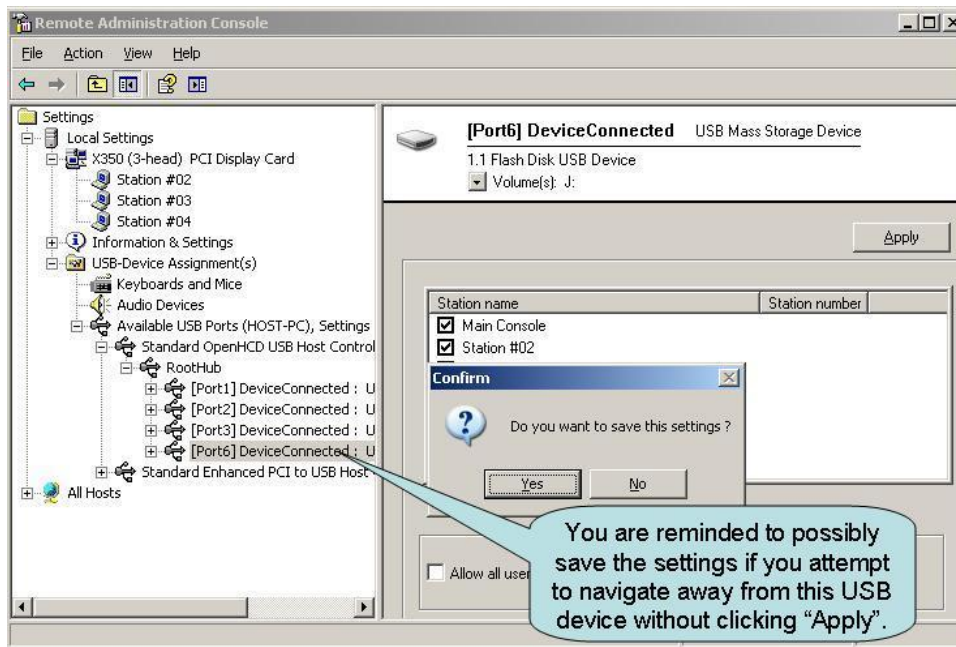 Remote Administration Console
File Action View Help
Settings
Local Settings
X350 (3-head) PCI Display Card
Station #02
Station #03
Station #04
Information & Settings
USB-Device Assignment(s)
Keyboards and Mice
Audio Devices
Available USB Ports (HOST-PC), Settings
Standard OpenHCD USB Host Control
RootHub
[Port1] DeviceConnected : U
[Port2] DeviceConnected : U
[Port3] DeviceConnected : U
[Port6] DeviceConnected : U
Standard Enhanced PCI to USB Host
All Hosts
[Port6] DeviceConnected USB Mass Storage Device
1.1 Flash Disk USB Device
Volume(s): J:
Apply
Station name Station number
Main Console
Station #02
Confirm
Do you want to save this settings ?
Yes No
Allow all user
You are reminded to possibly
save the settings if you attempt
to navigate away from this USB
device without clicking “Apply”.